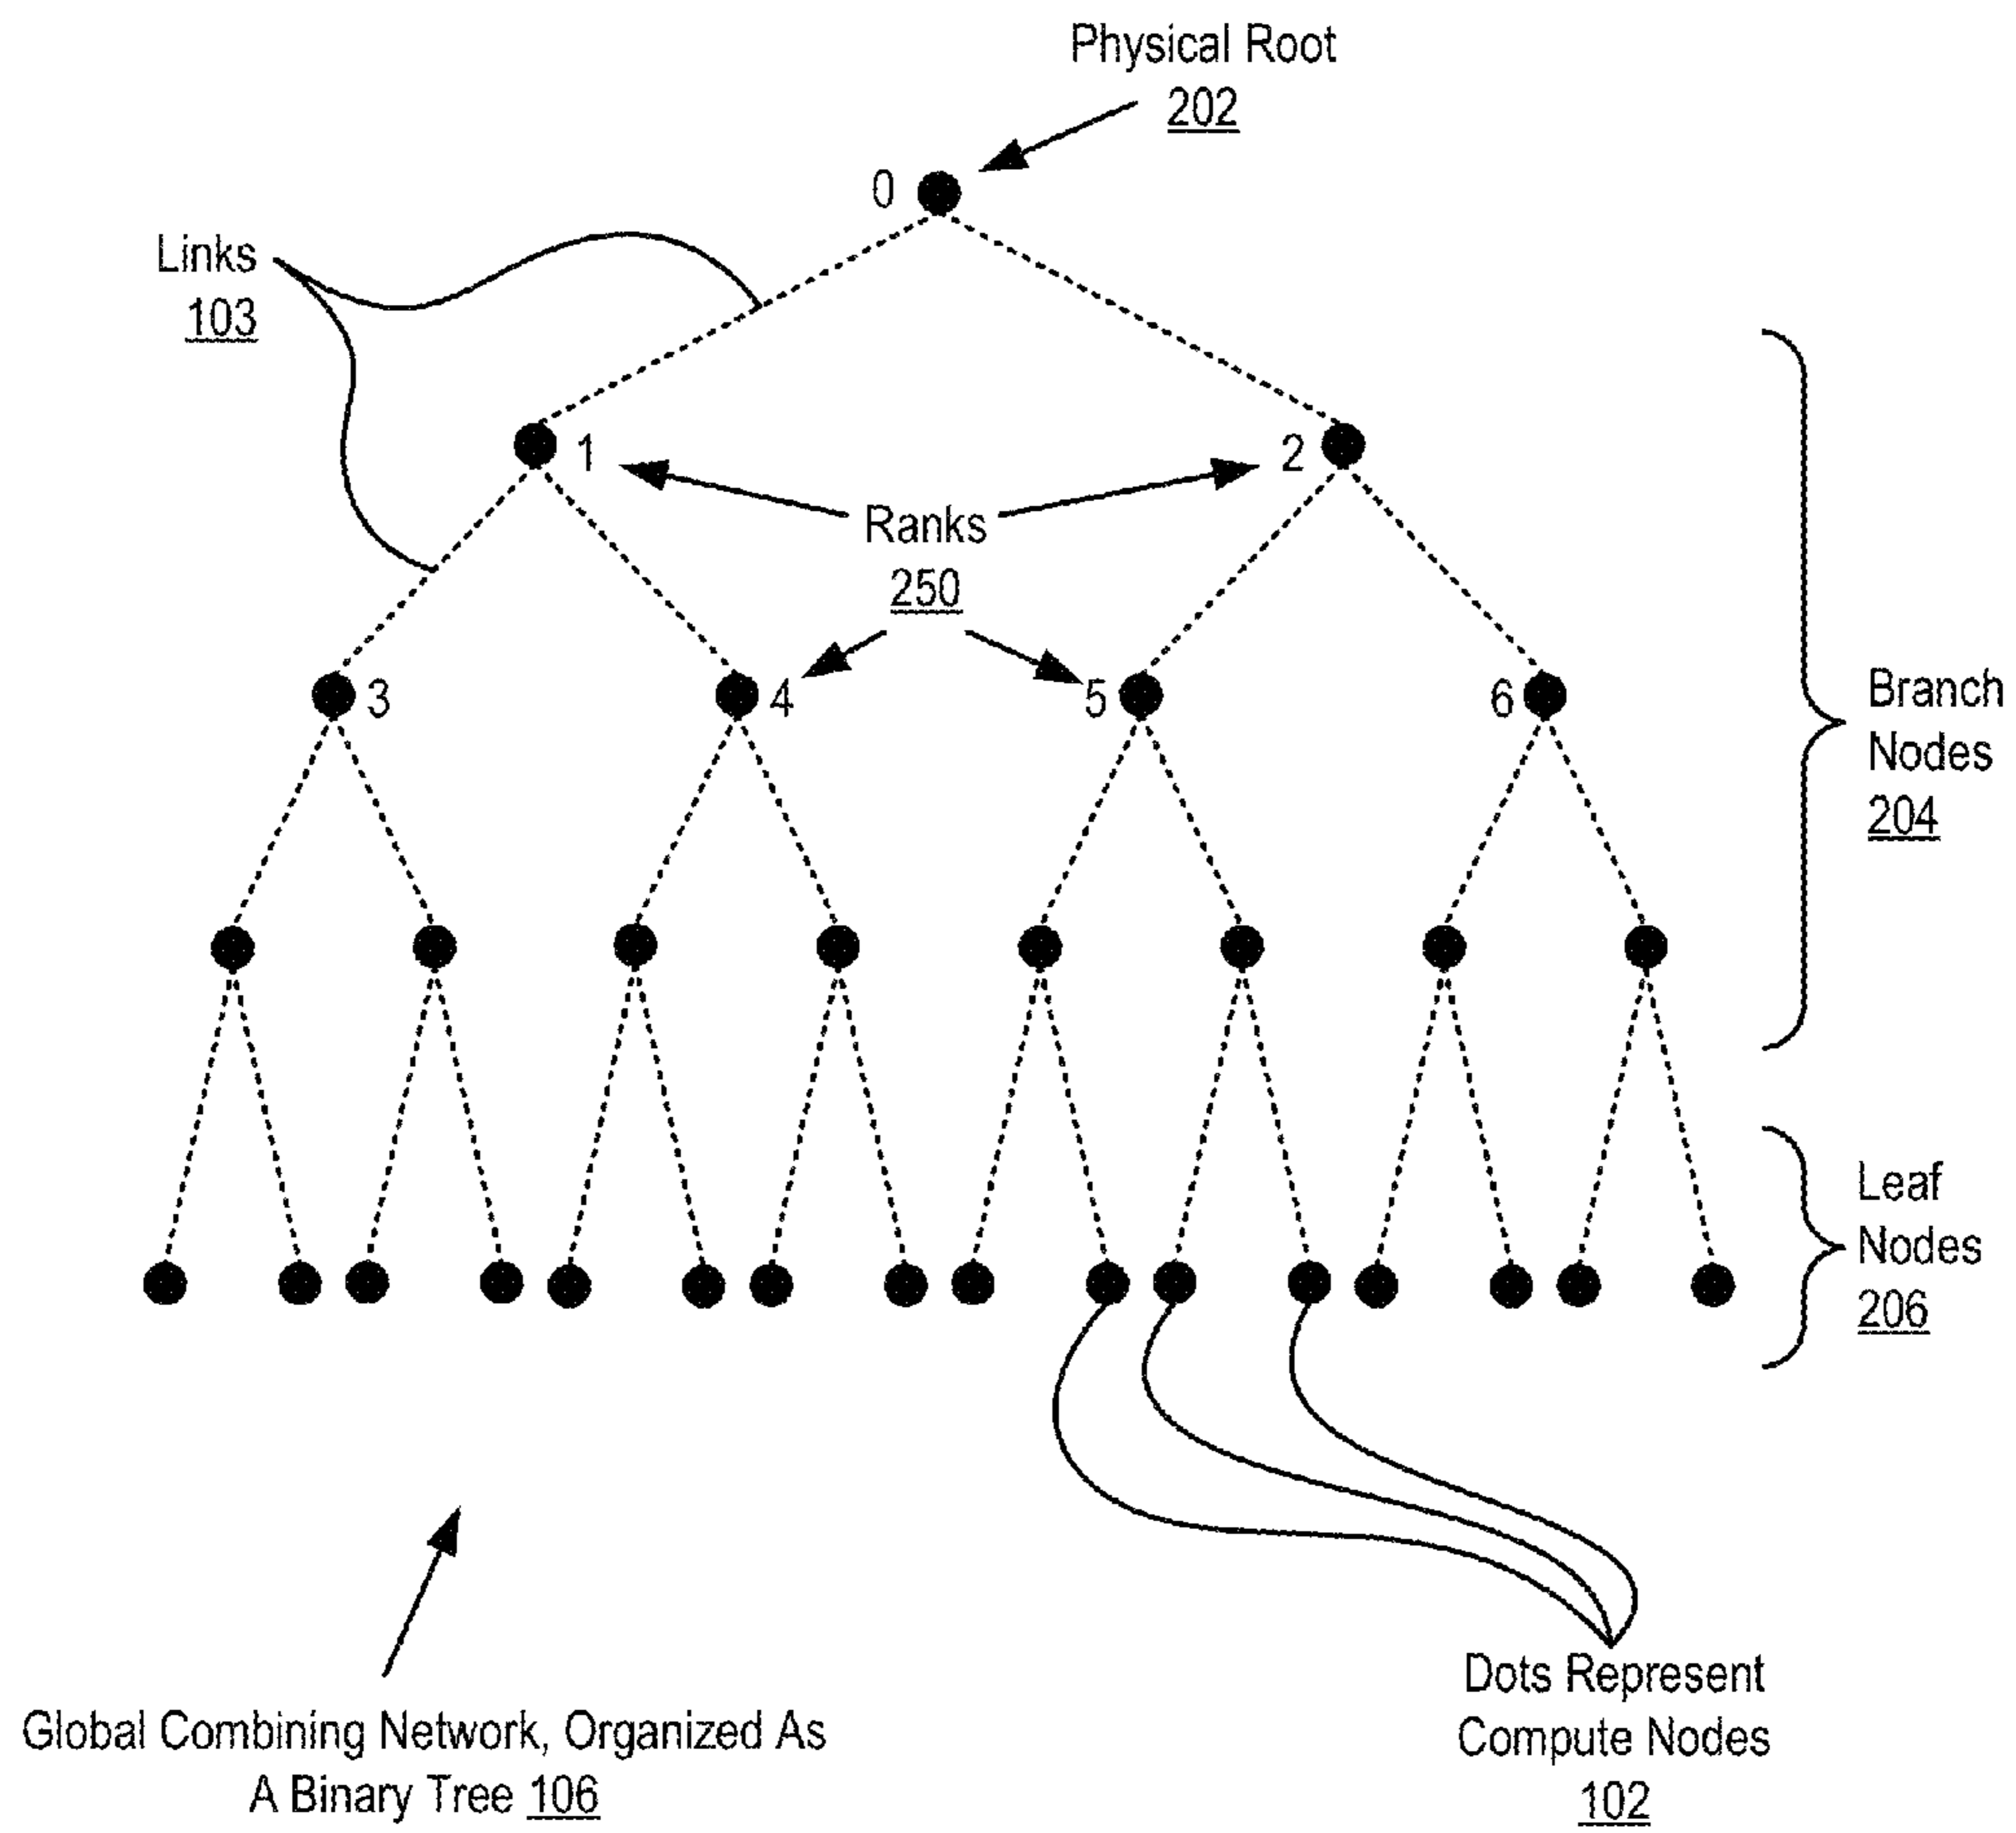 Physical Root
202
0
Links
103
1
2
Ranks
250
3
4
5
6
Branch
Nodes
204
Leaf
Nodes
206
Dots Represent
Compute Nodes
102
Global Combining Network, Organized As
A Binary Tree 106